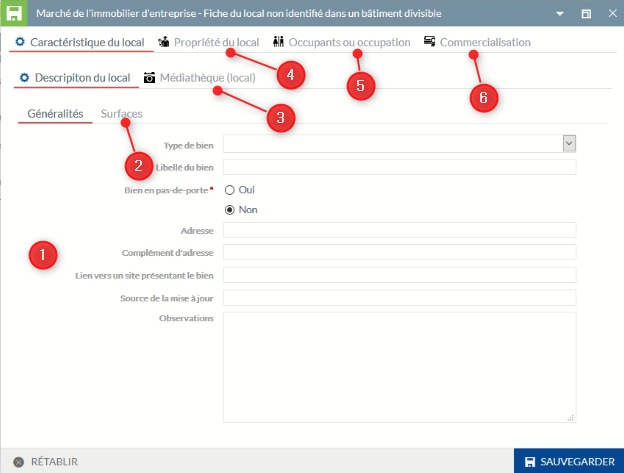 Marché de l'immobilier d'entreprise - Fiche du local non identifié dans un bâtiment divisible
Caractéristique du local Propriété du local Occupants ou occupation Commercialisation
4
5
6
Descripiton du local Médiathèque (local)
3
Généralités Surfaces
2
Type de bien
Libellé du bien
Bien en pas-de-porte * Oui
Non
Adresse
1
Complément d'adresse
Lien vers un site présentant le bien
Source de la mise à jour
Observations
RÉTABLIR SAUVEGARDER